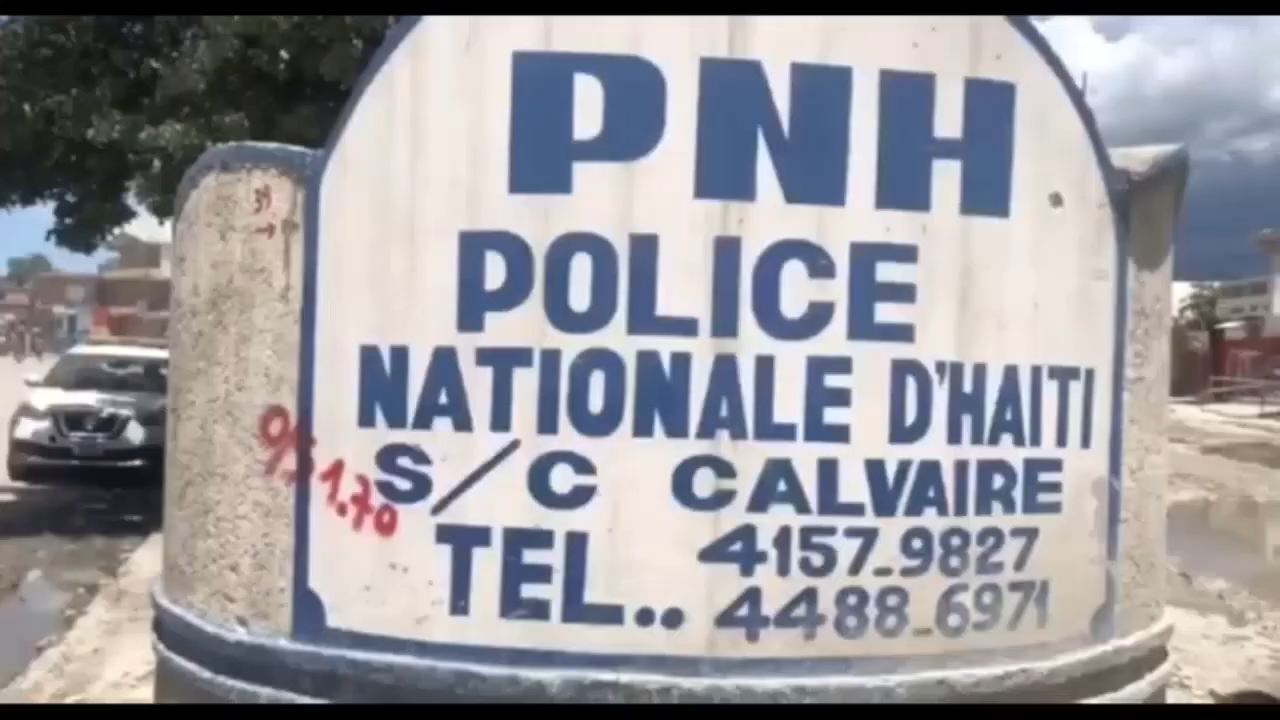 PNH
POLICE
NATIONALE D'HAITI
S/C CALVAIRE
TEL.. 4157-9827
4488-6971